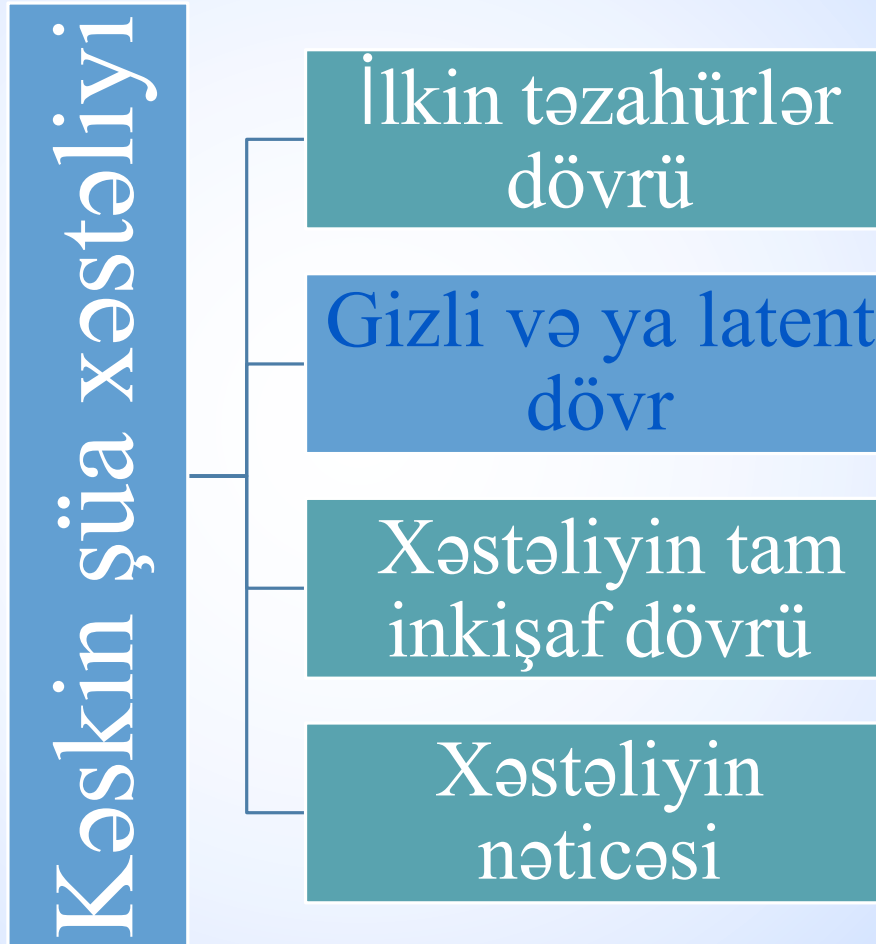 Kəskin şüa xəstəliyi
İlkin təzahürlər
dövrü
Gizli və ya latent
dövr
Xəstəliyin tam
inkişaf dövrü
Xəstəliyin
nəticəsi